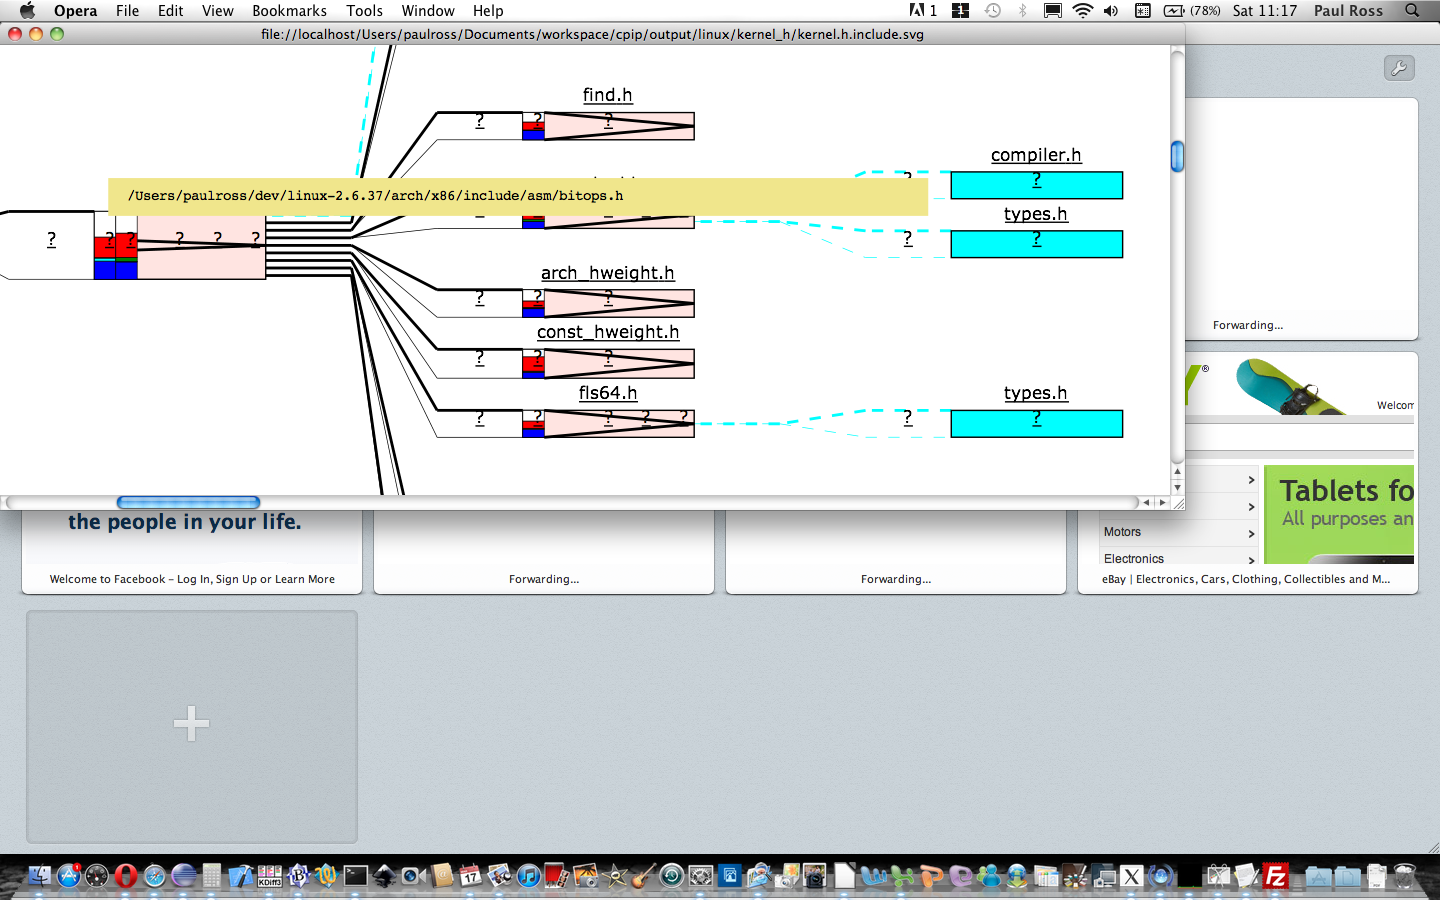 Opera File Edit View Bookmarks Tools Window Help 1 1 (78%) Sat 11:17 Paul Ross
file://localhost/Users/paulross/Documents/workspace/cpip/output/linux/kernel_h/kernel.h.include.svg
find.h
? ? ?
compiler.h
? ?
/Users/paulross/dev/linux-2.6.37/arch/x86/include/asm/bitops.h
types.h
? ? ? ? ? ? ? ?
arch_hweight.h
? ? ?
const_hweight.h
? ? ?
fls64.h
types.h
? ? ? ? ? ? ?
Forwarding...
®
Welcom
Tablets fo
All purposes an
Motors
Electronics
the people in your life.
Welcome to Facebook – Log In, Sign Up or Learn More
Forwarding...
Forwarding...
eBay | Electronics, Cars, Clothing, Collectibles and M...
KDiff3
17
Fz